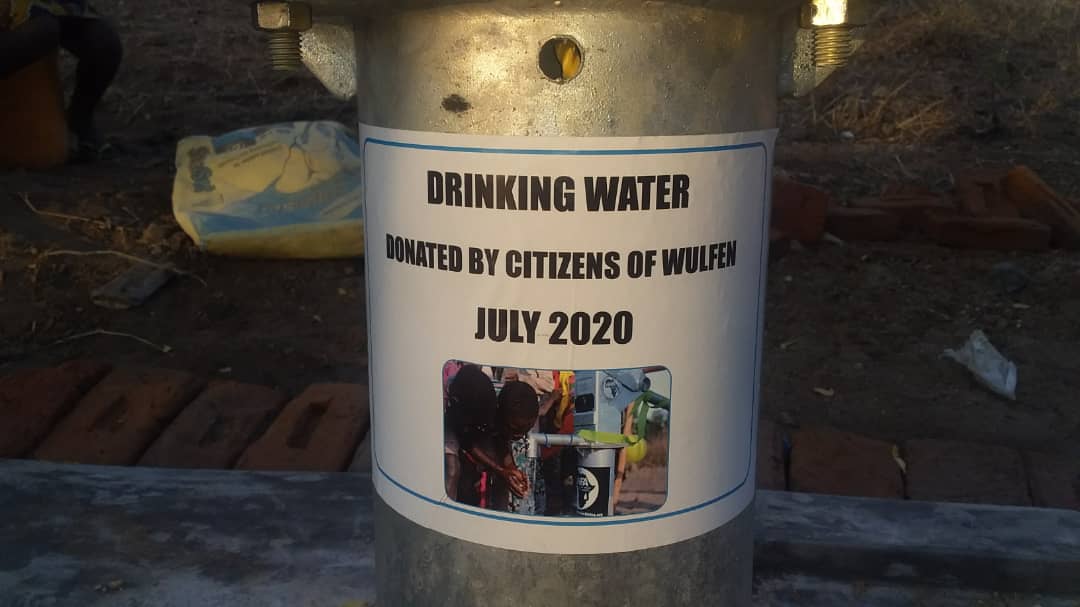 DRINKING WATER
DONATED BY CITIZENS OF WULFEN
JULY 2020